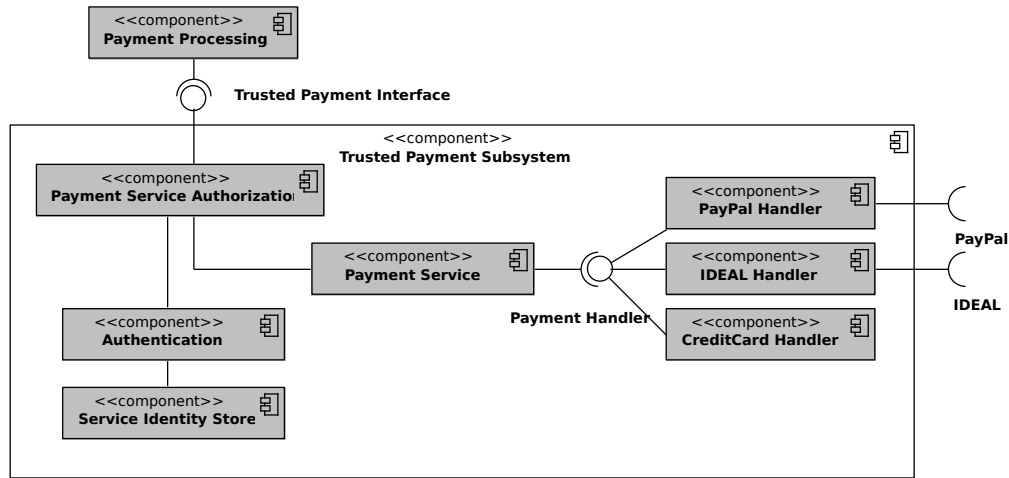 <<component>>
Payment Processing
Trusted Payment Interface
<<component>>
Trusted Payment Subsystem
<<component>>
Payment Service Authorization
<<component>>
PayPal Handler
PayPal
<<component>>
Payment Service
<<component>>
IDEAL Handler
IDEAL
Payment Handler
<<component>>
CreditCard Handler
<<component>>
Authentication
<<component>>
Service Identity Store